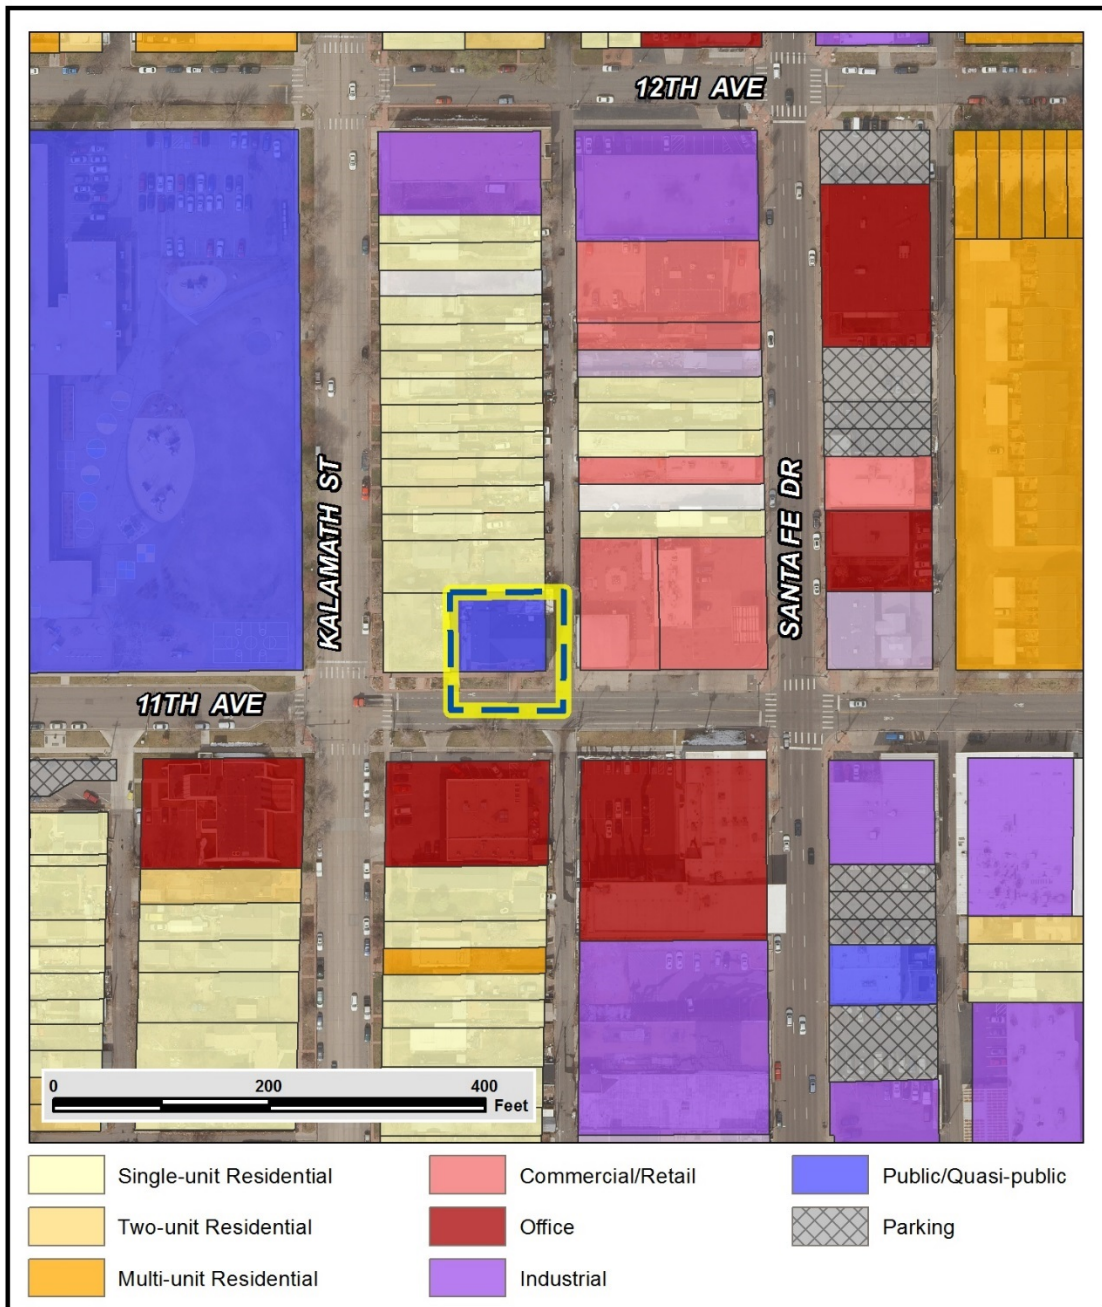 12TH AVE
KALAMATH ST
SANTA FE DR
11TH AVE
0 200 400
Feet
Single-unit Residential
Commercial/Retail
Public/Quasi-public
Two-unit Residential
Office
Parking
Multi-unit Residential
Industrial